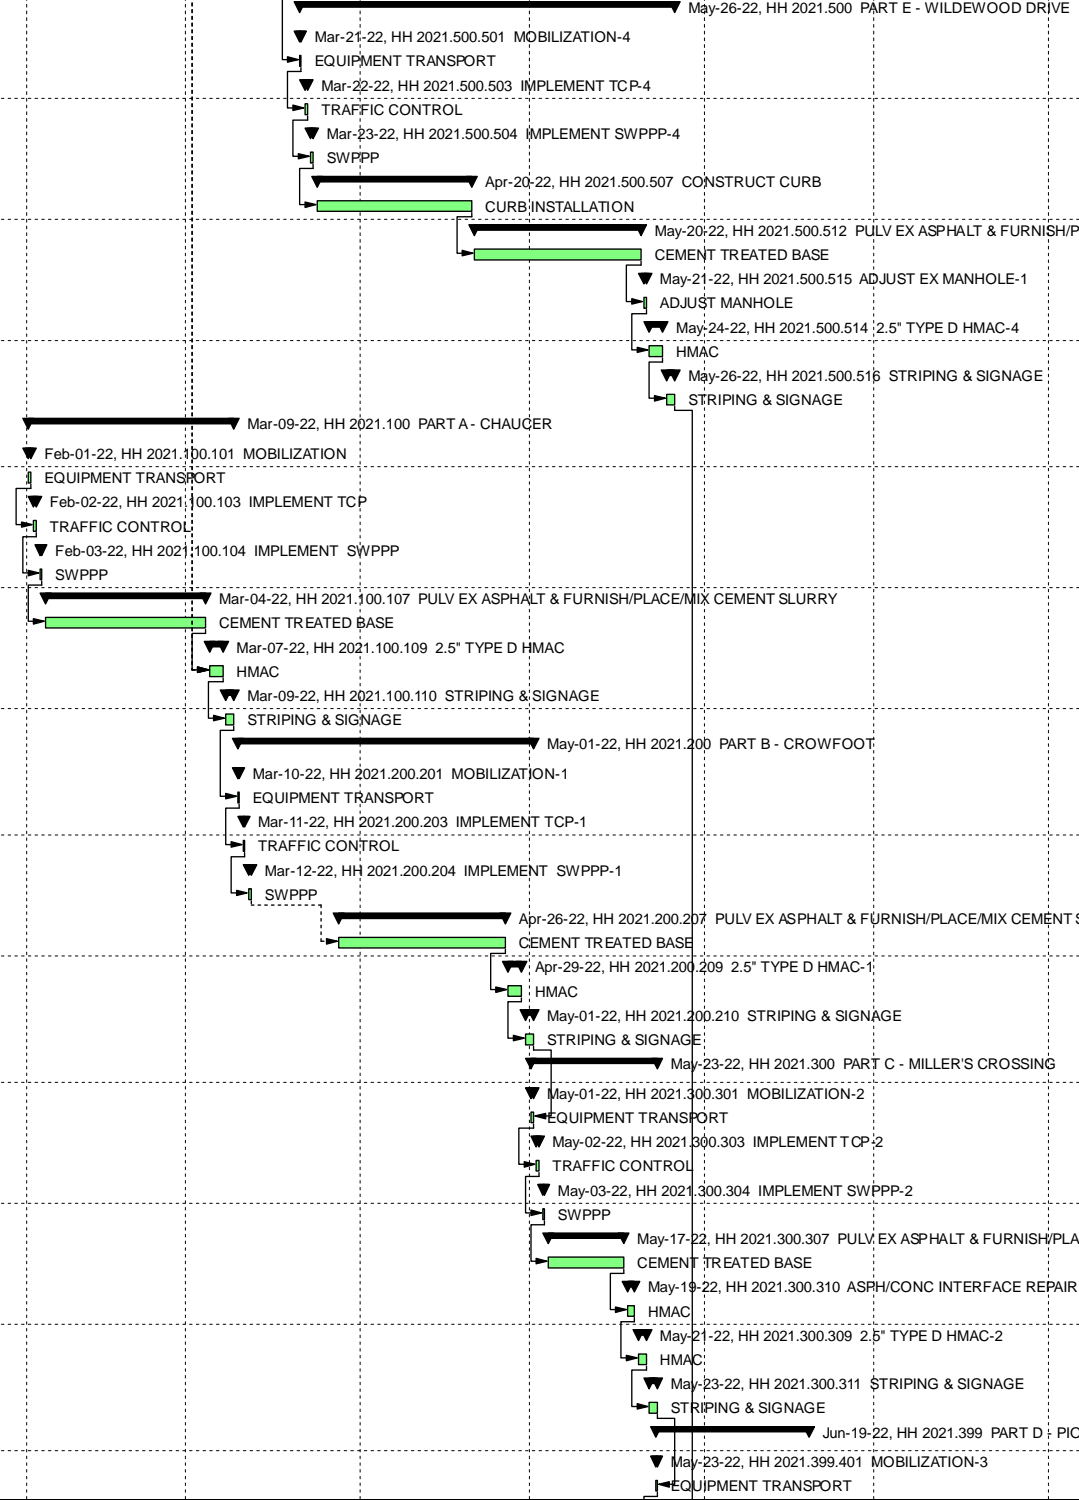 May-26-22, HH 2021.500  PART E - WILDEWOOD DRIVE
Mar-21-22, HH 2021.500.501  MOBILIZATION-4
EQUIPMENT TRANSPORT
Mar-22-22, HH 2021.500.503  IMPLEMENT TCP-4
TRAFFIC CONTROL
Mar-23-22, HH 2021.500.504  IMPLEMENT SWPPP-4
SWPPP
Apr-20-22, HH 2021.500.507  CONSTRUCT CURB
CURB INSTALLATION
May-20-22, HH 2021.500.512  PULV EX ASPHALT & FURNISH/P
CEMENT TREATED BASE
May-21-22, HH 2021.500.515  ADJUST EX MANHOLE-1
ADJUST MANHOLE
May-24-22, HH 2021.500.514  2.5" TYPE D HMAC-4
HMAC
May-26-22, HH 2021.500.516  STRIPING & SIGNAGE
STRIPING & SIGNAGE
Mar-09-22, HH 2021.100  PART A - CHAUCER
Feb-01-22, HH 2021.100.101  MOBILIZATION
EQUIPMENT TRANSPORT
Feb-02-22, HH 2021.100.103  IMPLEMENT TCP
TRAFFIC CONTROL
Feb-03-22, HH 2021.100.104  IMPLEMENT  SWPPP
SWPPP
Mar-04-22, HH 2021.100.107  PULV EX ASPHALT & FURNISH/PLACE/MIX CEMENT SLURRY
CEMENT TREATED BASE
Mar-07-22, HH 2021.100.109  2.5" TYPE D HMAC
HMAC
Mar-09-22, HH 2021.100.110  STRIPING & SIGNAGE
STRIPING & SIGNAGE
May-01-22, HH 2021.200  PART B - CROWFOOT
Mar-10-22, HH 2021.200.201  MOBILIZATION-1
EQUIPMENT TRANSPORT
Mar-11-22, HH 2021.200.203  IMPLEMENT TCP-1
TRAFFIC CONTROL
Mar-12-22, HH 2021.200.204  IMPLEMENT  SWPPP-1
SWPPP
Apr-26-22, HH 2021.200.207  PULV EX ASPHALT & FURNISH/PLACE/MIX CEMENT S
CEMENT TREATED BASE
Apr-29-22, HH 2021.200.209  2.5" TYPE D HMAC-1
HMAC
May-01-22, HH 2021.200.210  STRIPING & SIGNAGE
STRIPING & SIGNAGE
May-23-22, HH 2021.300  PART C - MILLER'S CROSSING
May-01-22, HH 2021.300.301  MOBILIZATION-2
EQUIPMENT TRANSPORT
May-02-22, HH 2021.300.303  IMPLEMENT TCP-2
TRAFFIC CONTROL
May-03-22, HH 2021.300.304  IMPLEMENT SWPPP-2
SWPPP
May-17-22, HH 2021.300.307  PULV EX ASPHALT & FURNISH/PLA
CEMENT TREATED BASE
May-19-22, HH 2021.300.310  ASPH/CONC INTERFACE REPAIR
HMAC
May-21-22, HH 2021.300.309  2.5" TYPE D HMAC-2
HMAC
May-23-22, HH 2021.300.311  STRIPING & SIGNAGE
STRIPING & SIGNAGE
Jun-19-22, HH 2021.399  PART D - PIC
May-23-22, HH 2021.399.401  MOBILIZATION-3
EQUIPMENT TRANSPORT